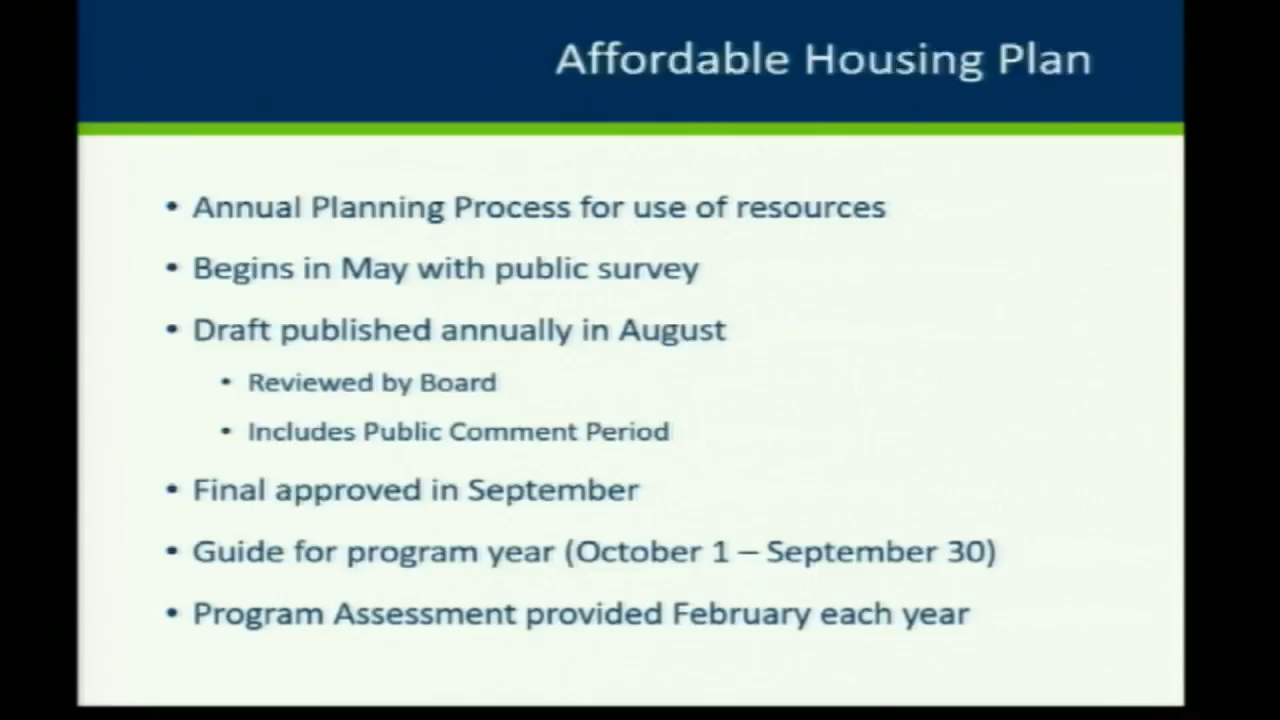 Affordable Housing Plan
• Annual Planning Process for use of resources
• Begins in May with public survey
• Draft published annually in August
• Reviewed by Board
• Includes Public Comment Period
• Final approved in September
• Guide for program year (October 1 – September 30)
• Program Assessment provided February each year